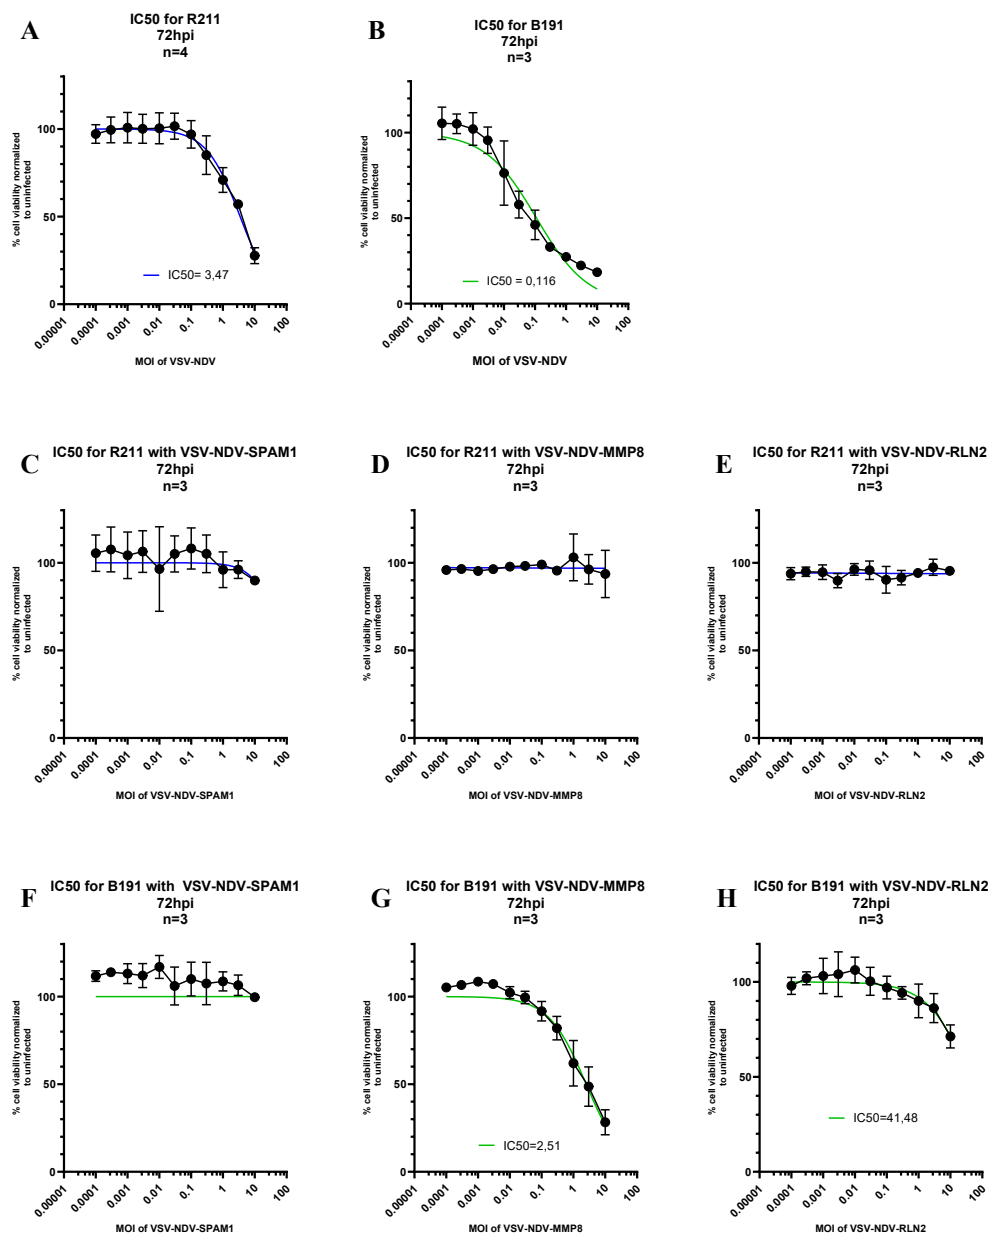 A
IC50 for R211
72hpi
n=4
% cell viability normalized
to uninfected
100
50
0
0.00001
0.0001
0.001
0.01
0.1
1
10
100
IC50= 3,47
MOI of VSV-NDV
B
IC50 for B191
72hpi
n=3
% cell viability normalized
to uninfected
100
50
0
0.00001
0.0001
0.001
0.01
0.1
1
10
100
IC50 = 0,116
MOI of VSV-NDV
C
IC50 for R211 with VSV-NDV-SPAM1
72hpi
n=3
% cell viability normalized
to uninfected
100
50
0
0.00001
0.0001
0.001
0.01
0.1
1
10
100
MOI of VSV-NDV-SPAM1
D
IC50 for R211 with VSV-NDV-MMP8
72hpi
n=3
% cell viability normalized
to uninfected
100
50
0
0.00001
0.0001
0.001
0.01
0.1
1
10
100
MOI of VSV-NDV-MMP8
E
IC50 for R211 with VSV-NDV-RLN2
72hpi
n=3
% cell viability normalized
to uninfected
100
50
0
0.00001
0.0001
0.001
0.01
0.1
1
10
100
MOI of VSV-NDV-RLN2
F
IC50 for B191 with VSV-NDV-SPAM1
72hpi
n=3
% cell viability normalized
to uninfected
100
50
0
0.00001
0.0001
0.001
0.01
0.1
1
10
100
MOI of VSV-NDV-SPAM1
G
IC50 for B191 with VSV-NDV-MMP8
72hpi
n=3
% cell viability normalized
to uninfected
100
50
0
0.00001
0.0001
0.001
0.01
0.1
1
10
100
IC50=2,51
MOI of VSV-NDV-MMP8
H
IC50 for B191 with VSV-NDV-RLN2
72hpi
n=3
% cell viability normalized
to uninfected
100
50
0
0.00001
0.0001
0.001
0.01
0.1
1
10
100
IC50=41,48
MOI of VSV-NDV-RLN2